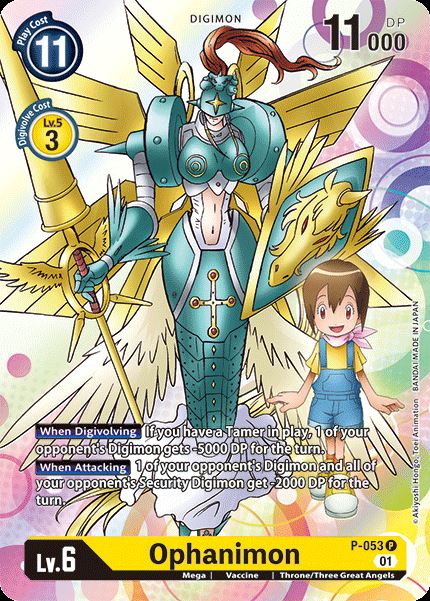 DIGIMON
Play Cost
11
11000 DP
Digivolve Cost
Lv.5
3
©Akiyoshi Hongo, Toei Animation BANDAI MADE IN JAPAN
When Digivolving If you have a Tamer in play, 1 of your
opponent's Digimon gets -5000 DP for the turn.
When Attacking 1 of your opponent's Digimon and all of
your opponent's Security Digimon get -2000 DP for the
turn.
P-053 P
Lv.6
Ophanimon
01
Mega | Vaccine | Throne/Three Great Angels